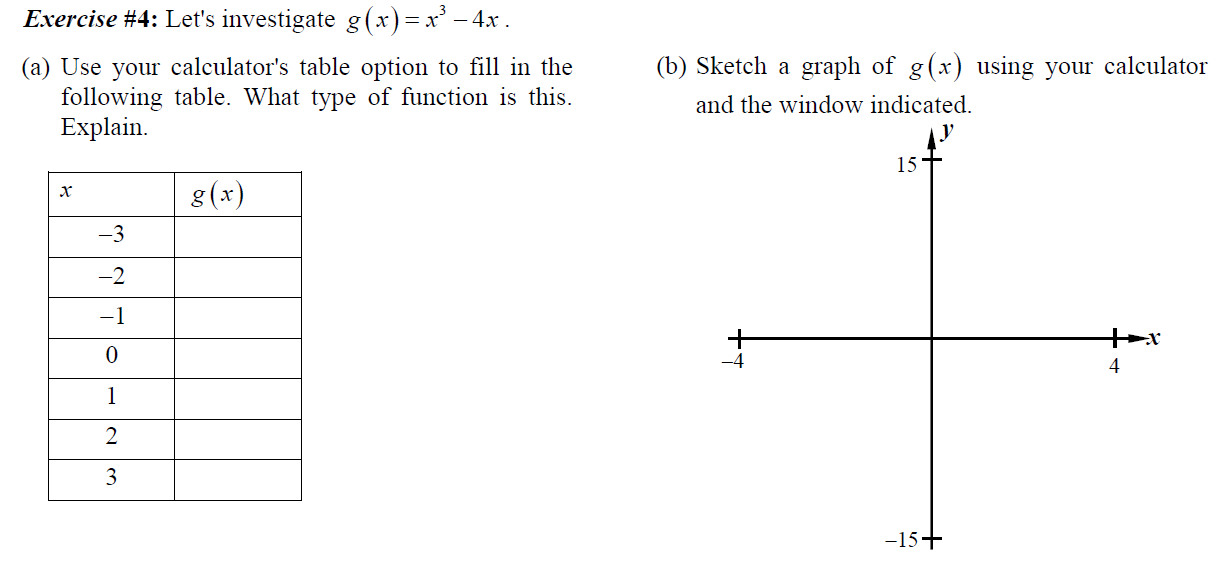 Exercise #4: Let's investigate g(x) = x³ – 4x .
(a) Use your calculator's table option to fill in the
following table. What type of function is this.
Explain.
x g(x)
–3
–2
–1
0
1
2
3
(b) Sketch a graph of g(x) using your calculator
and the window indicated.
y
15
x
–4 4
–15